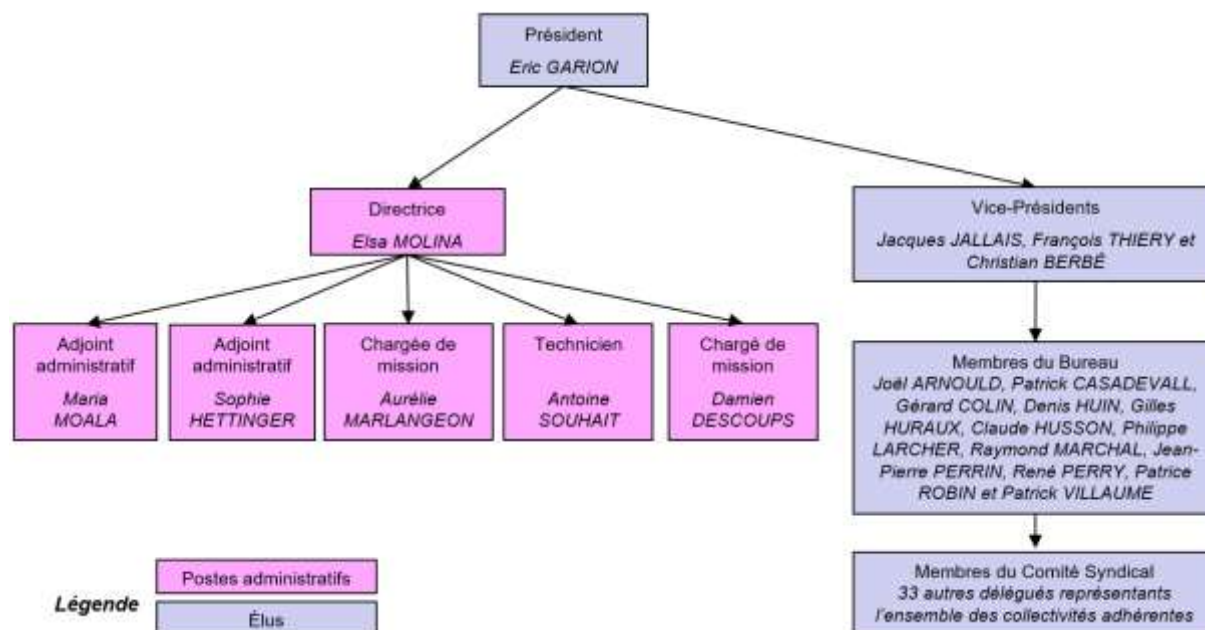 Président
Eric GARION
Directrice
Elsa MOLINA
Vice-Présidents
Jacques JALLAIS, François THIERY et
Christian BERBÉ
Adjoint
administratif
Maria
MOALA
Adjoint
administratif
Sophie
HETTINGER
Chargée de
mission
Aurélie
MARLANGEON
Technicien
Antoine
SOUHAIT
Chargé de
mission
Damien
DESCOUPS
Membres du Bureau
Joël ARNOULD, Patrick CASADEVALL,
Gérard COLIN, Denis HUIN, Gilles
HURAUX, Claude HUSSON, Philippe
LARCHER, Raymond MARCHAL, Jean-
Pierre PERRIN, René PERRY, Patrice
ROBIN et Patrick VILLAUME
Membres du Comité Syndical
33 autres délégués représentants
l'ensemble des collectivités adhérentes
Légende
Postes administratifs
Élus